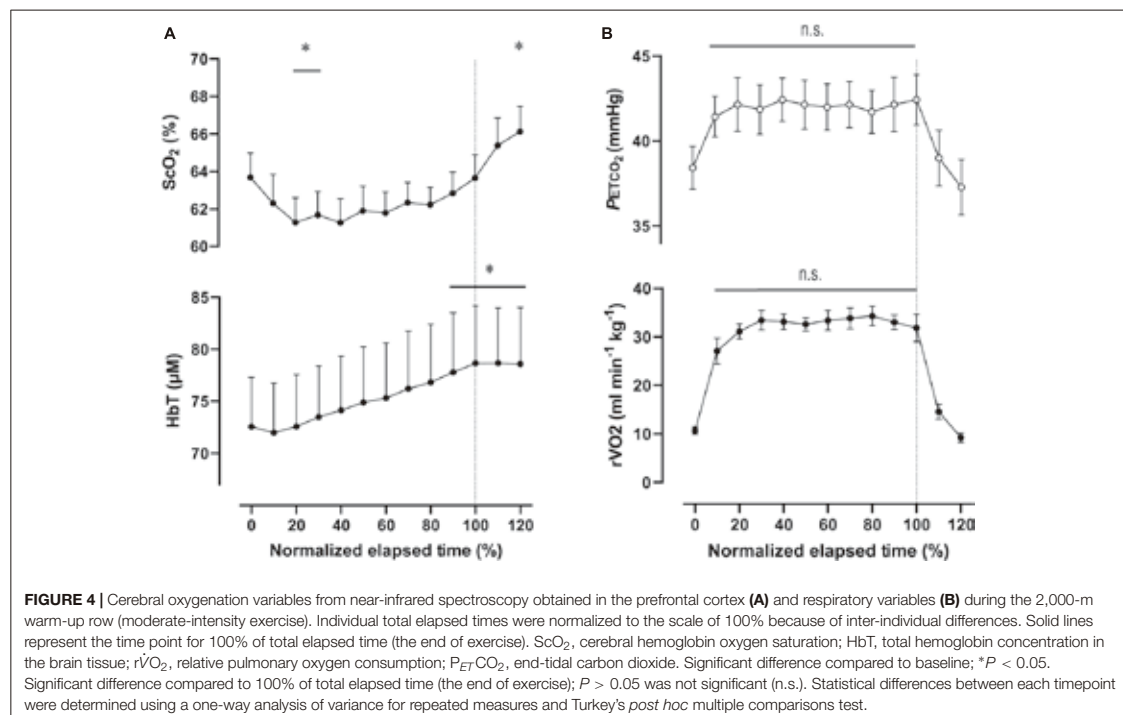 A
B
*
*
n.s.
70
68
66
64
62
60
ScO₂ (%)
45
40
35
PETCO₂ (mmHg)
*
n.s.
85
80
75
70
HbT (µM)
40
30
20
10
0
rVO2 (ml min⁻¹ kg⁻¹)
0 20 40 60 80 100 120
0 20 40 60 80 100 120
Normalized elapsed time (%)
Normalized elapsed time (%)
FIGURE 4 | Cerebral oxygenation variables from near-infrared spectroscopy obtained in the prefrontal cortex (A) and respiratory variables (B) during the 2,000-m
warm-up row (moderate-intensity exercise). Individual total elapsed times were normalized to the scale of 100% because of inter-individual differences. Solid lines
represent the time point for 100% of total elapsed time (the end of exercise). ScO₂, cerebral hemoglobin oxygen saturation; HbT, total hemoglobin concentration in
the brain tissue; rV̇O₂, relative pulmonary oxygen consumption; PETCO₂, end-tidal carbon dioxide. Significant difference compared to baseline; *P < 0.05.
Significant difference compared to 100% of total elapsed time (the end of exercise); P > 0.05 was not significant (n.s.). Statistical differences between each timepoint
were determined using a one-way analysis of variance for repeated measures and Turkey's post hoc multiple comparisons test.